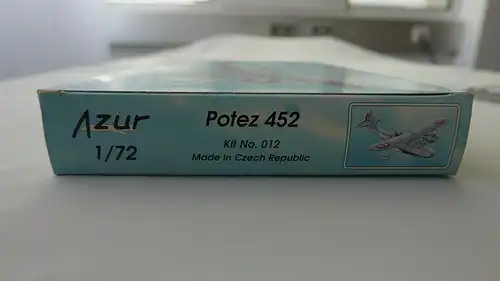 Azur
1/72
Potez 452
Kit No. 012
Made in Czech Republic